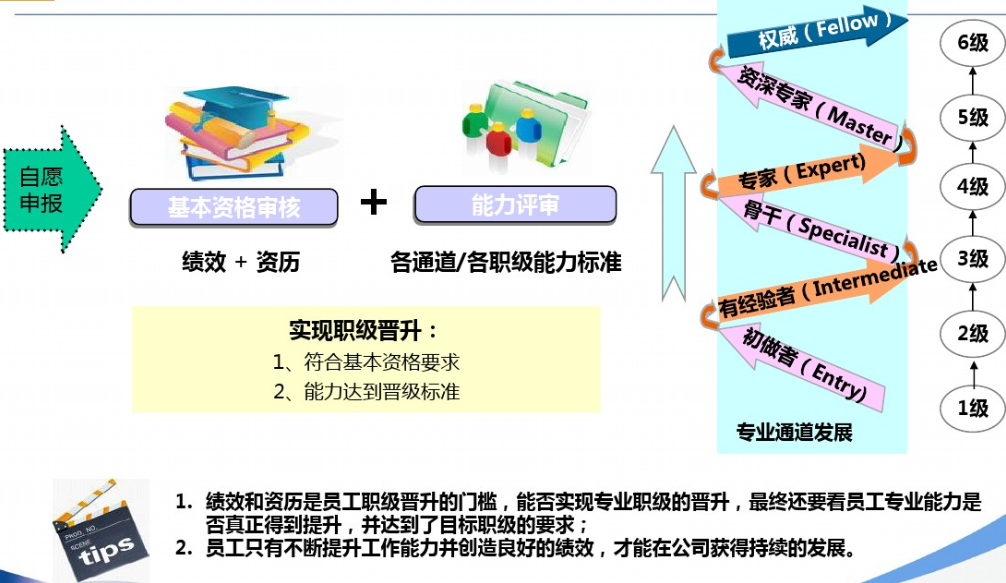 自愿
申报
基本资格审核
+
能力评审
绩效 + 资历
各通道/各职级能力标准
实现职级晋升：
1、符合基本资格要求
2、能力达到晋级标准
权威（Fellow）
资深专家（Master）
专家（Expert)
骨干（Specialist）
有经验者（Intermediate
初做者（Entry)
专业通道发展
6级
5级
4级
3级
2级
1级
PROD. NO.
SCENE
tips
1. 绩效和资历是员工职级晋升的门槛，能否实现专业职级的晋升，最终还要看员工专业能力是
否真正得到提升，并达到了目标职级的要求；
2. 员工只有不断提升工作能力并创造良好的绩效，才能在公司获得持续的发展。